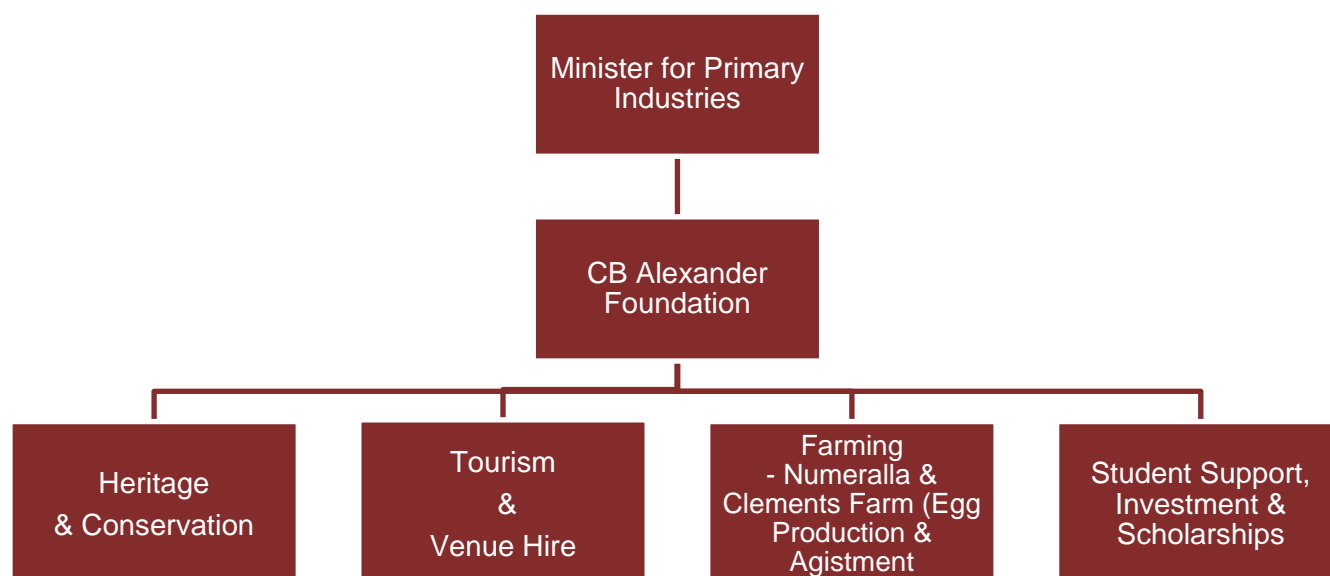 Minister for Primary
Industries
CB Alexander
Foundation
Heritage
& Conservation
Tourism
&
Venue Hire
Farming
- Numeralla &
Clements Farm (Egg
Production &
Agistment
Student Support,
Investment &
Scholarships